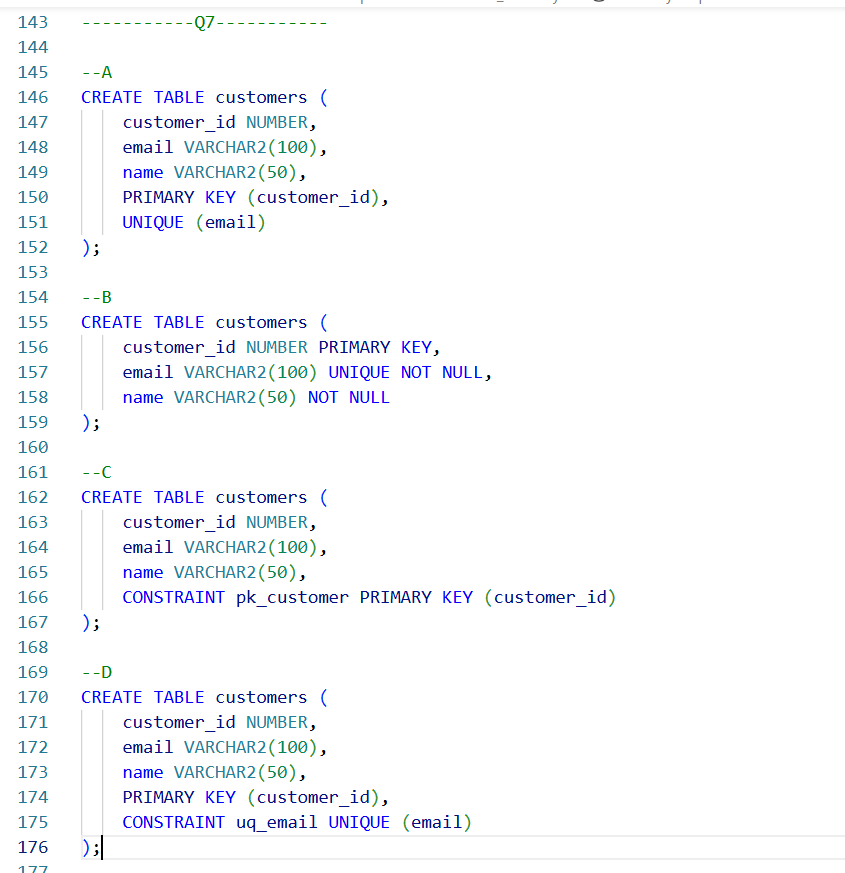 143 -----------Q7-----------
144
145 --A
146 CREATE TABLE customers (
147 customer_id NUMBER,
148 email VARCHAR2(100),
149 name VARCHAR2(50),
150 PRIMARY KEY (customer_id),
151 UNIQUE (email)
152 );
153
154 --B
155 CREATE TABLE customers (
156 customer_id NUMBER PRIMARY KEY,
157 email VARCHAR2(100) UNIQUE NOT NULL,
158 name VARCHAR2(50) NOT NULL
159 );
160
161 --C
162 CREATE TABLE customers (
163 customer_id NUMBER,
164 email VARCHAR2(100),
165 name VARCHAR2(50),
166 CONSTRAINT pk_customer PRIMARY KEY (customer_id)
167 );
168
169 --D
170 CREATE TABLE customers (
171 customer_id NUMBER,
172 email VARCHAR2(100),
173 name VARCHAR2(50),
174 PRIMARY KEY (customer_id),
175 CONSTRAINT uq_email UNIQUE (email)
176 );
177